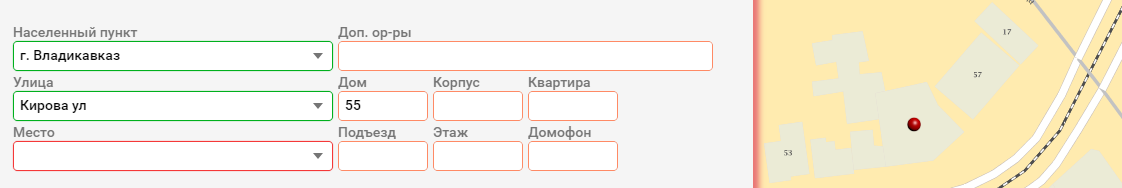 Населенный пункт Доп. ор-ры
г. Владикавказ
Улица Дом Корпус Квартира
Кирова ул 55
Место Подъезд Этаж Домофон
17
57
53